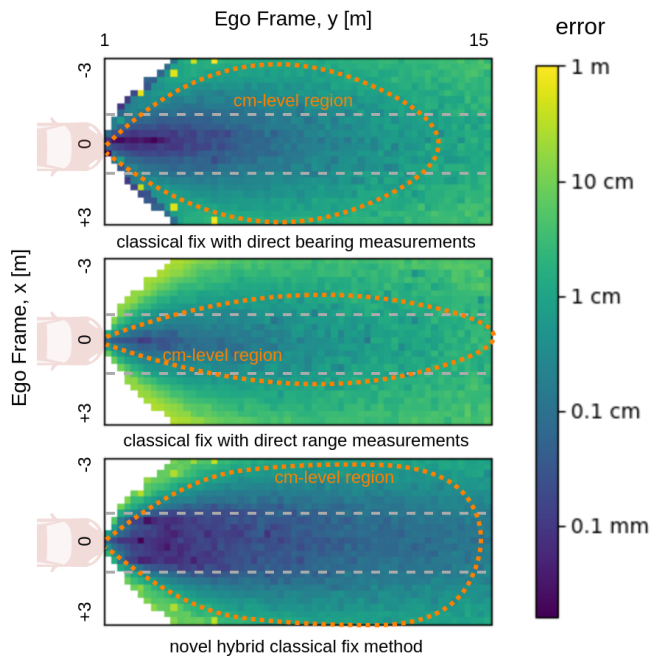 Ego Frame, y [m]
1
15
error
-3
0
+3
cm-level region
classical fix with direct bearing measurements
Ego Frame, x [m]
-3
0
+3
cm-level region
classical fix with direct range measurements
-3
0
+3
cm-level region
novel hybrid classical fix method
1 m
10 cm
1 cm
0.1 cm
0.1 mm